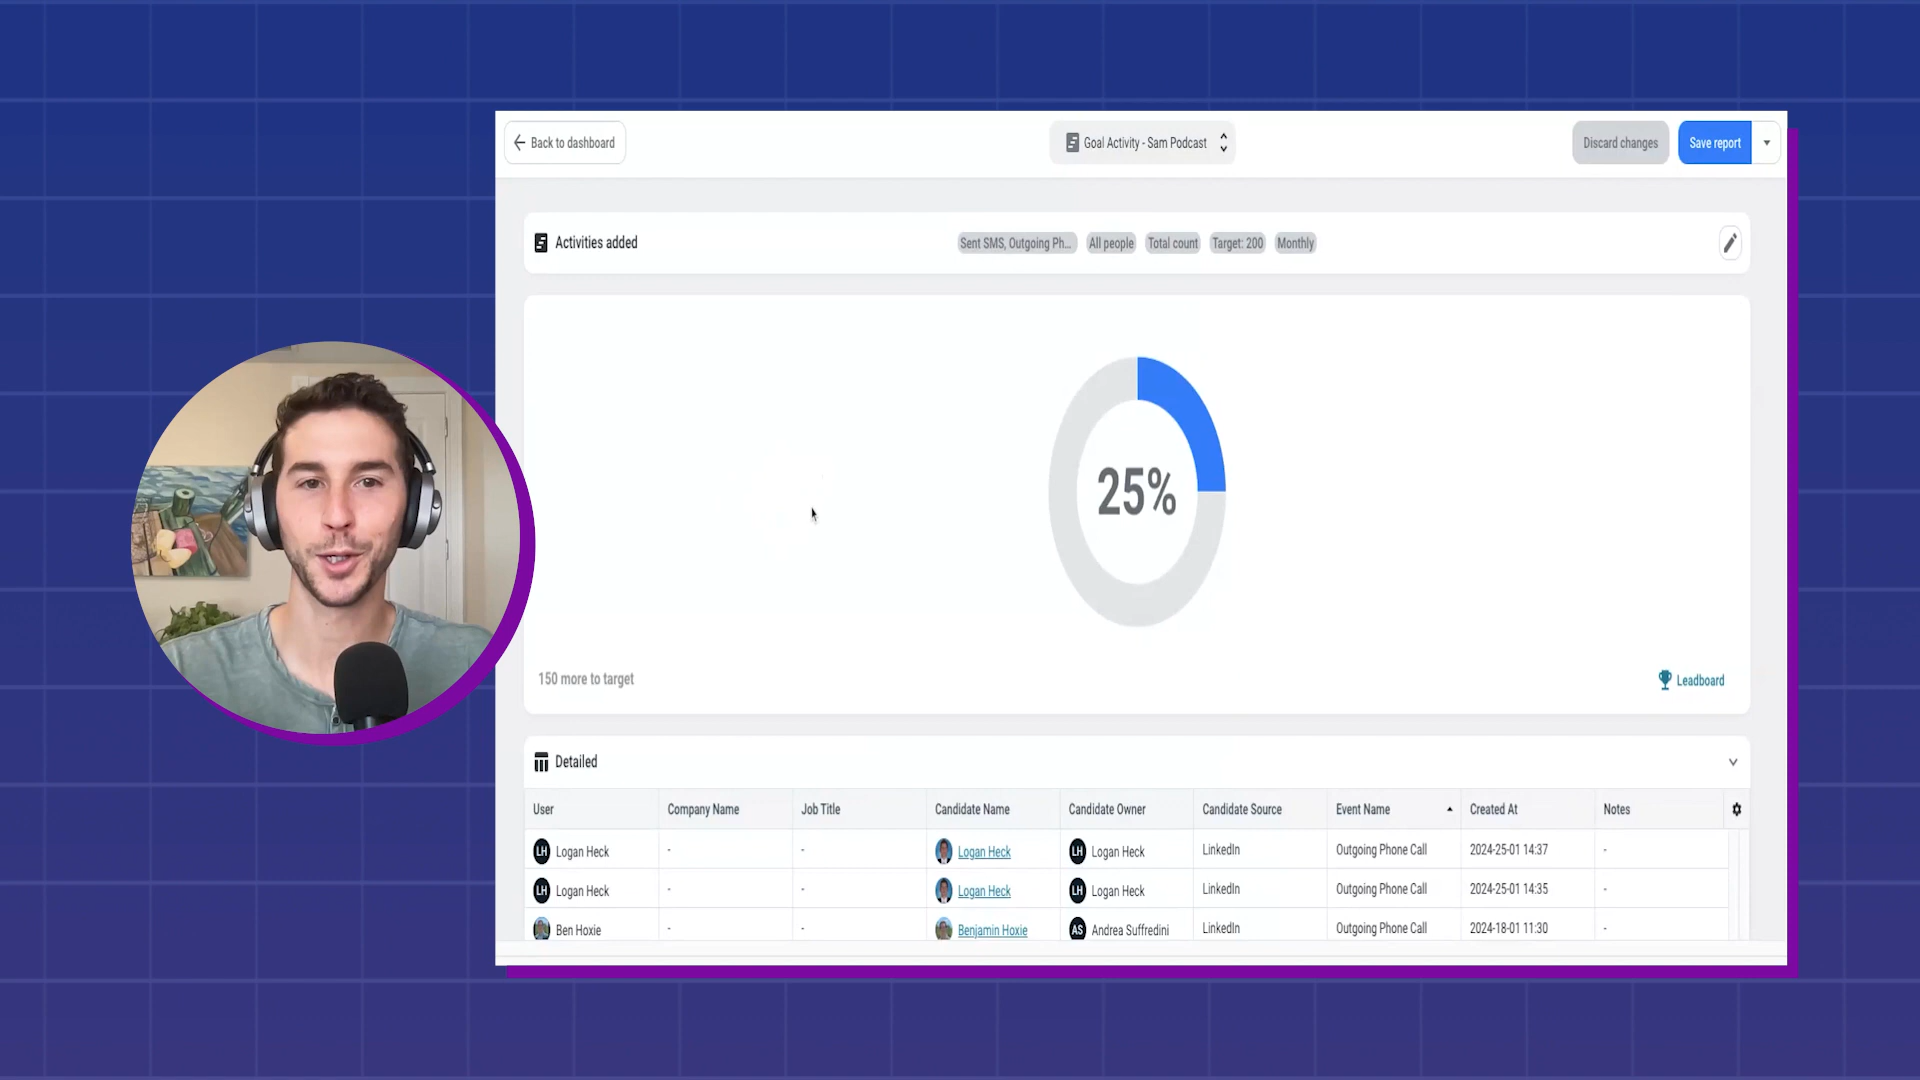 Back to dashboard
Goal Activity - Sam Podcast
Discard changes
Save report
Activities added
Sent SMS, Outgoing Ph...
All people
Total count
Target: 200
Monthly
25%
150 more to target
Leadboard
Detailed
User Company Name Job Title Candidate Name Candidate Owner Candidate Source Event Name Created At Notes
LH Logan Heck - - Logan Heck LH Logan Heck LinkedIn Outgoing Phone Call 2024-25-01 14:37 -
LH Logan Heck - - Logan Heck LH Logan Heck LinkedIn Outgoing Phone Call 2024-25-01 14:35 -
Ben Hoxie - - Benjamin Hoxie AS Andrea Suffredini LinkedIn Outgoing Phone Call 2024-18-01 11:30 -